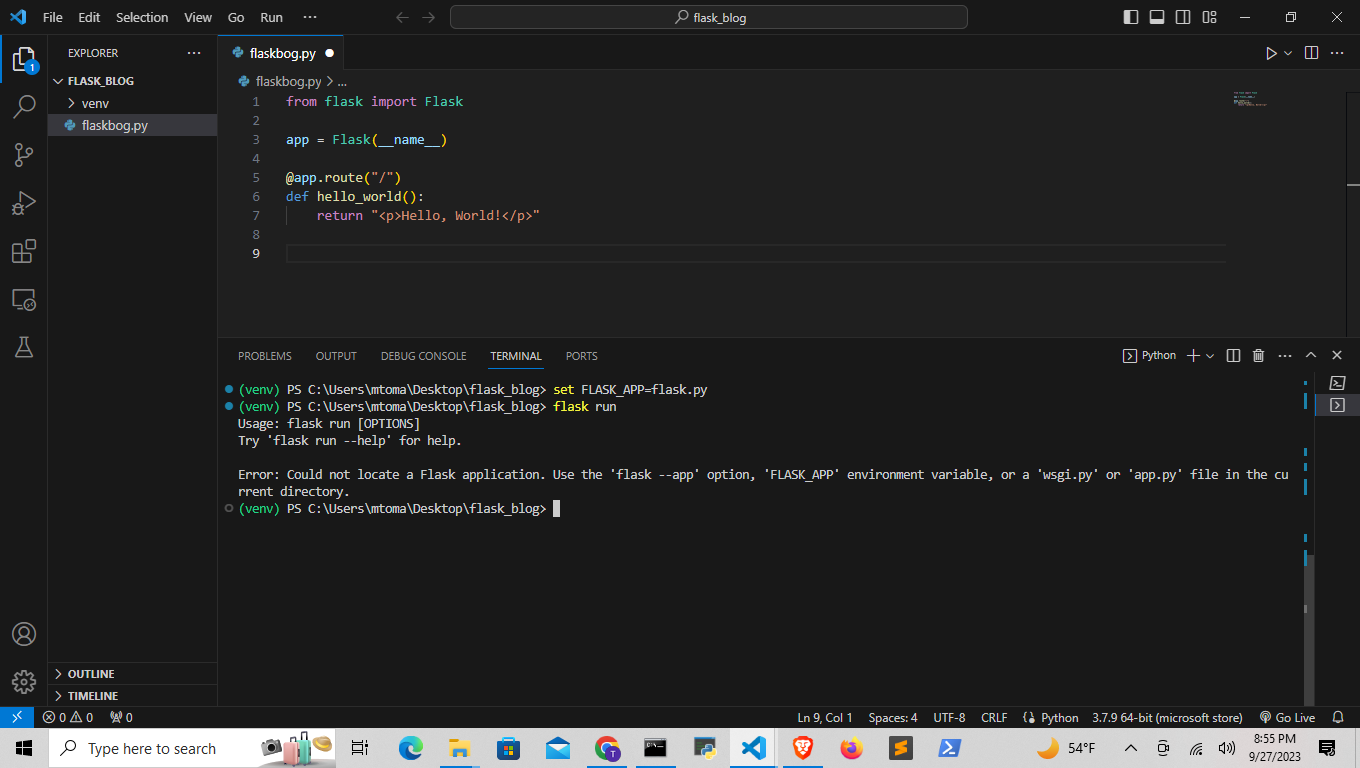 File Edit Selection View Go Run ··· flask_blog
EXPLORER ···
FLASK_BLOG
venv
flaskbog.py
flaskbog.py
flaskbog.py > ...
1 from flask import Flask
2
3 app = Flask(__name__)
4
5 @app.route("/")
6 def hello_world():
7 return "<p>Hello, World!</p>"
8
9
PROBLEMS OUTPUT DEBUG CONSOLE TERMINAL PORTS Python
(venv) PS C:\Users\mtoma\Desktop\flask_blog> set FLASK_APP=flask.py
(venv) PS C:\Users\mtoma\Desktop\flask_blog> flask run
Usage: flask run [OPTIONS]
Try 'flask run --help' for help.
Error: Could not locate a Flask application. Use the 'flask --app' option, 'FLASK_APP' environment variable, or a 'wsgi.py' or 'app.py' file in the cu
rrent directory.
(venv) PS C:\Users\mtoma\Desktop\flask_blog>
1
OUTLINE
TIMELINE
0 0 0 Ln 9, Col 1 Spaces: 4 UTF-8 CRLF Python 3.7.9 64-bit (microsoft store) Go Live
Type here to search T 54°F 8:55 PM
9/27/2023